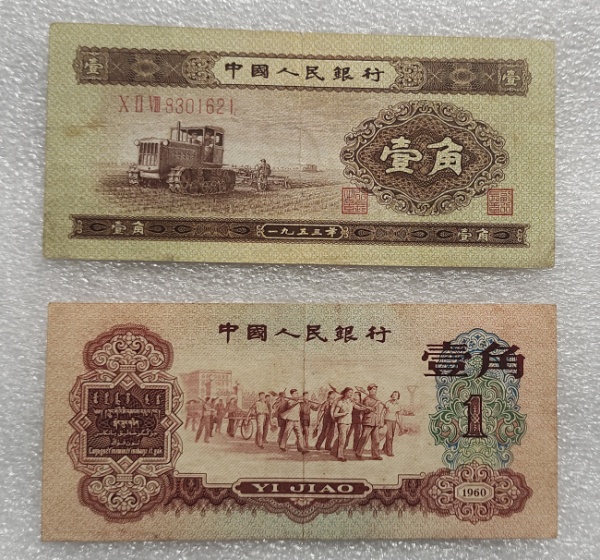 壹 中國人民銀行 壹
X II VIII 9301621
壹角
壹角 一九五三年 壹角
中國人民銀行
壹角
1
YI JIAO
1960